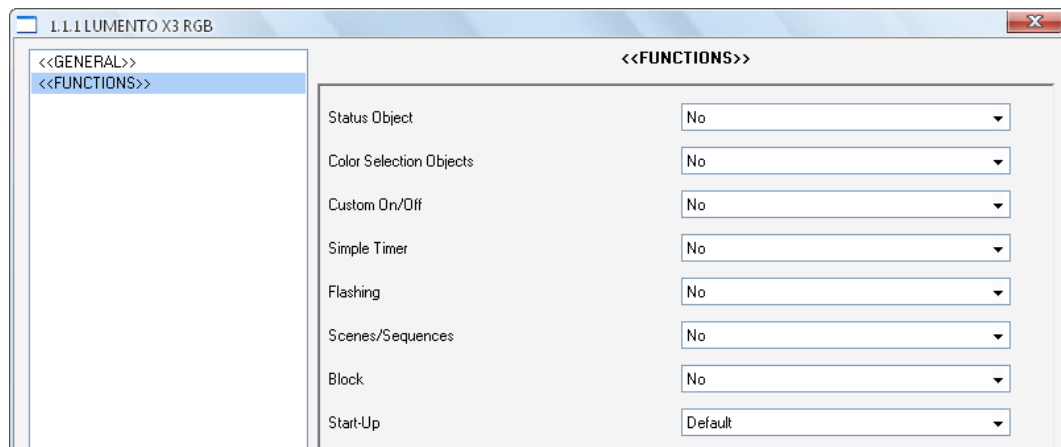 1.1.1 LUMENTO X3 RGB
<<GENERAL>>
<<FUNCTIONS>>
<<FUNCTIONS>>
Status Object No
Color Selection Objects No
Custom On/Off No
Simple Timer No
Flashing No
Scenes/Sequences No
Block No
Start-Up Default